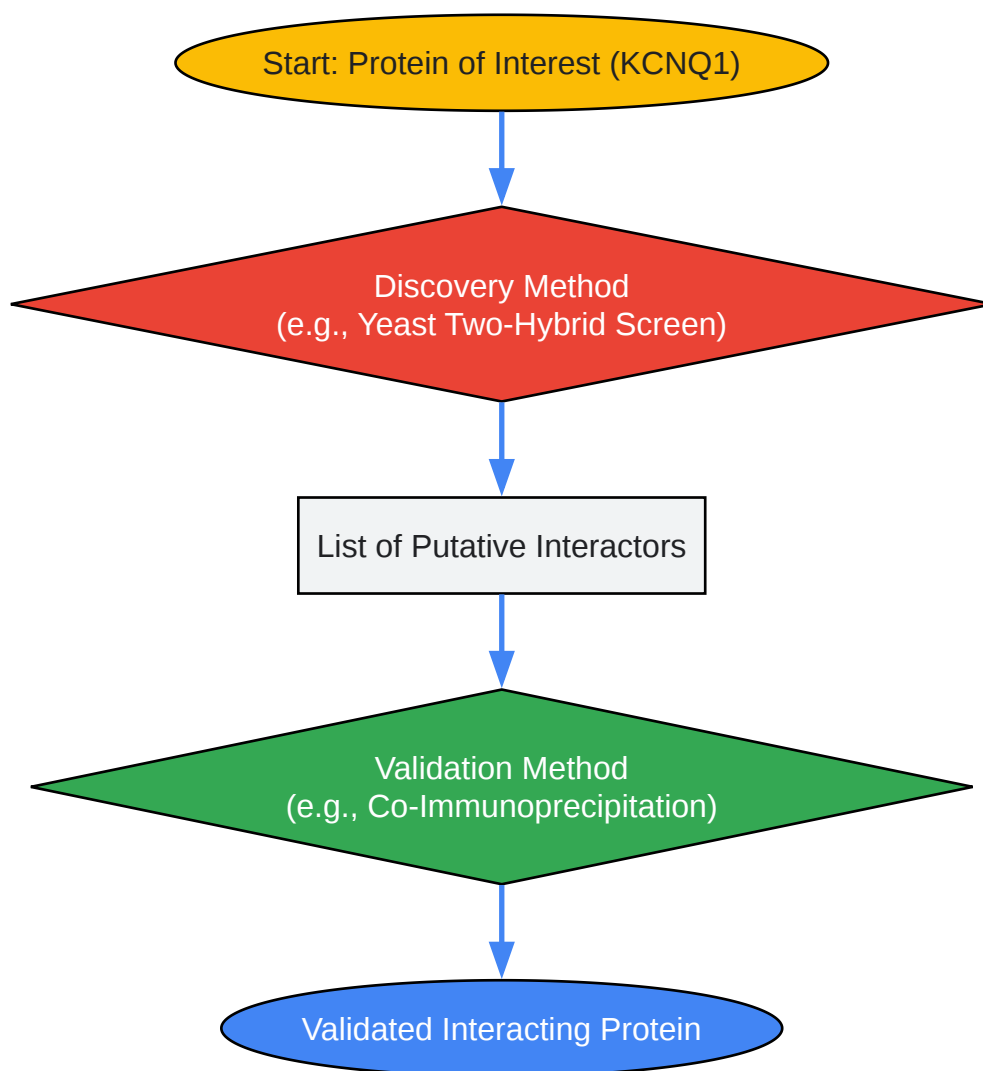 Start: Protein of Interest (KCNQ1)
Discovery Method
(e.g., Yeast Two-Hybrid Screen)
List of Putative Interactors
Validation Method
(e.g., Co-Immunoprecipitation)
Validated Interacting Protein